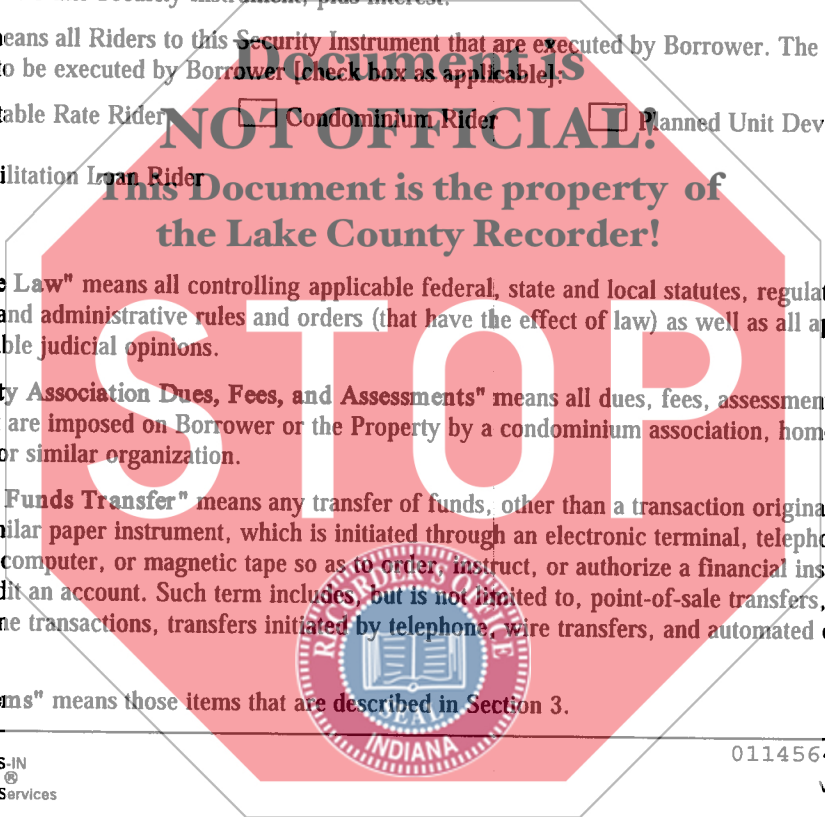 Security Instrument, plus interest.
eans all Riders to this Security Instrument that are executed by Borrower. The
o be executed by Borrower [check box as applicable]:
Document is
table Rate Rider Condominium Rider Planned Unit Dev
NOT OFFICIAL!
ilitation Loan Rider
This Document is the property of
the Lake County Recorder!
e Law" means all controlling applicable federal, state and local statutes, regulat
and administrative rules and orders (that have the effect of law) as well as all ap
ble judicial opinions.
STOP
ty Association Dues, Fees, and Assessments" means all dues, fees, assessmen
are imposed on Borrower or the Property by a condominium association, hom
or similar organization.
Funds Transfer" means any transfer of funds, other than a transaction origina
ilar paper instrument, which is initiated through an electronic terminal, telepho
computer, or magnetic tape so as to order, instruct, or authorize a financial ins
dit an account. Such term includes, but is not limited to, point-of-sale transfers,
ne transactions, transfers initiated by telephone, wire transfers, and automated
RECORDER'S OFFICE
SEAL
INDIANA
ms" means those items that are described in Section 3.
S-IN
®
Services
011456